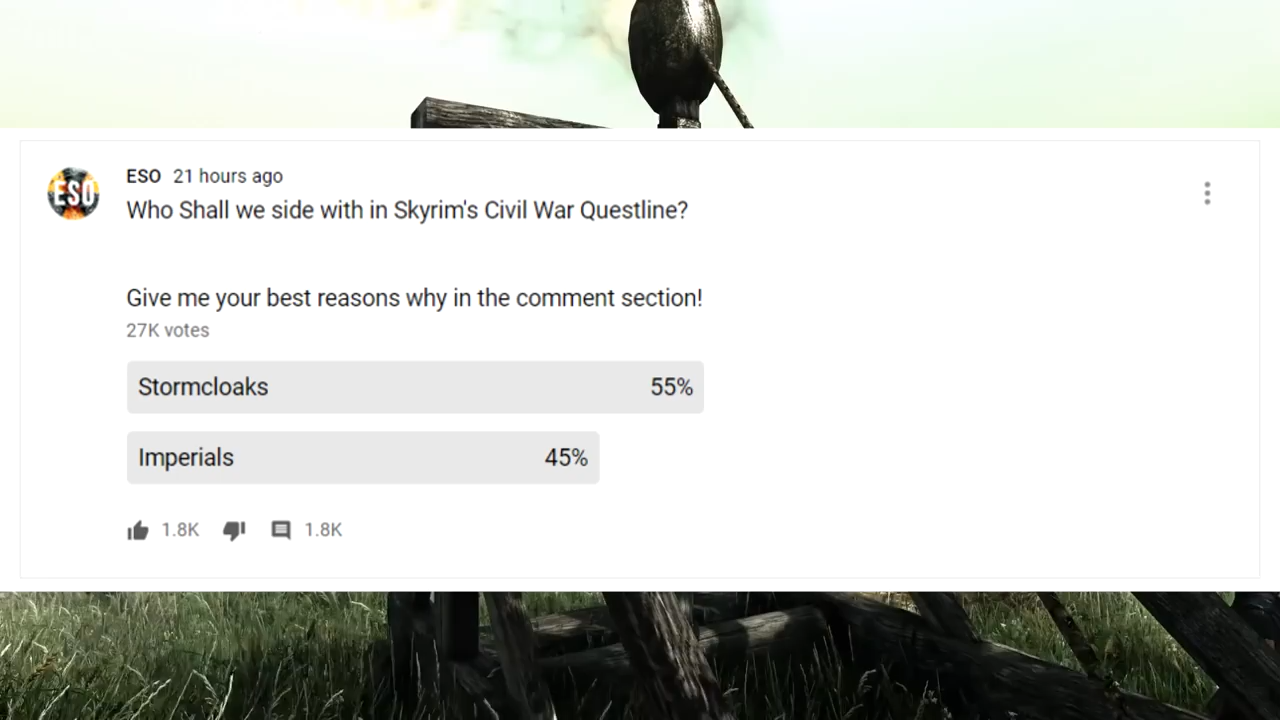 ESO
ESO 21 hours ago
Who Shall we side with in Skyrim's Civil War Questline?
Give me your best reasons why in the comment section!
27K votes
Stormcloaks 55%
Imperials 45%
1.8K 1.8K